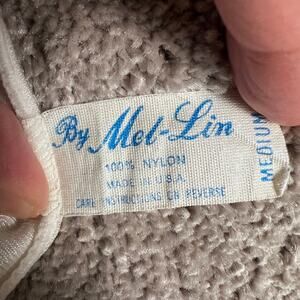 By Mel-Lin
100% NYLON
MADE IN U.S.A.
CARE INSTRUCTIONS ON REVERSE
MEDIUM